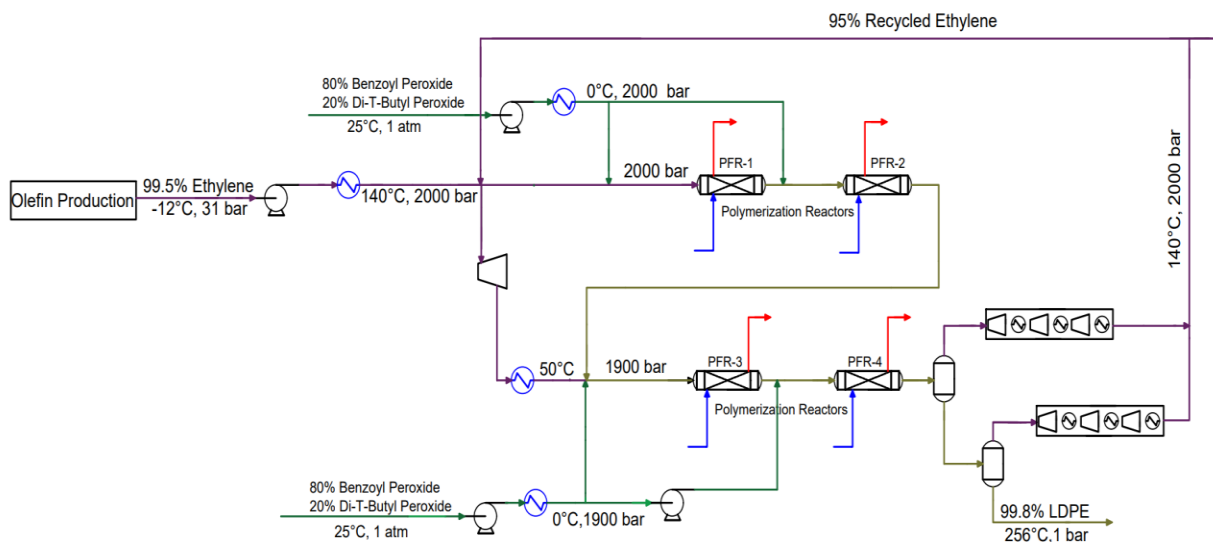 95% Recycled Ethylene
80% Benzoyl Peroxide
20% Di-T-Butyl Peroxide
25°C, 1 atm
0°C, 2000 bar
PFR-1
PFR-2
Olefin Production
99.5% Ethylene
-12°C, 31 bar
140°C, 2000 bar
2000 bar
Polymerization Reactors
140°C, 2000 bar
50°C
1900 bar
PFR-3
PFR-4
Polymerization Reactors
80% Benzoyl Peroxide
20% Di-T-Butyl Peroxide
25°C, 1 atm
0°C,1900 bar
99.8% LDPE
256°C,1 bar